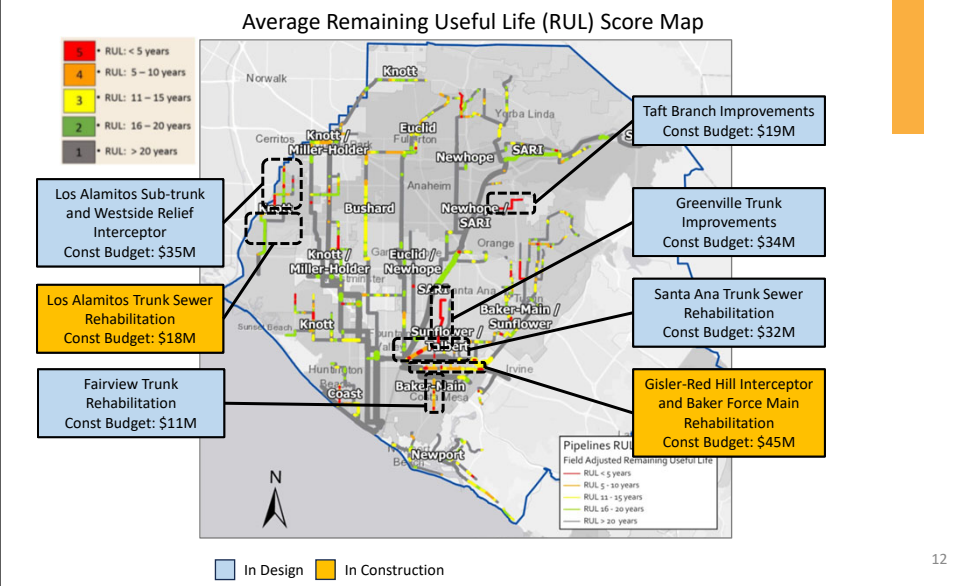 Average Remaining Useful Life (RUL) Score Map
5 • RUL: < 5 years
4 • RUL: 5 – 10 years
3 • RUL: 11 – 15 years
2 • RUL: 16 – 20 years
1 • RUL: > 20 years
Norwalk
Knott
Yorba Linda
Taft Branch Improvements
Const Budget: $19M
Cerritos
Knott /
Miller-Holder
Euclid
Fullerton
Newhope
SARI
Los Alamitos Sub-trunk
and Westside Relief
Interceptor
Const Budget: $35M
Anaheim
Knott
Bushard
Newhope /
SARI
Orange
Greenville Trunk
Improvements
Const Budget: $34M
Knott /
Miller-Holder
Euclid /
Newhope
SARI
Los Alamitos Trunk Sewer
Rehabilitation
Const Budget: $18M
Baker-Main /
Sunflower
Santa Ana Trunk Sewer
Rehabilitation
Const Budget: $32M
Sunset Beach
Knott
Sunflower /
Talbert
Irvine
Fairview Trunk
Rehabilitation
Const Budget: $11M
Huntington
Beach
Coast
Baker-Main
Costa Mesa
Gisler-Red Hill Interceptor
and Baker Force Main
Rehabilitation
Const Budget: $45M
Newport
Beach
N
Pipelines RUL
Field Adjusted Remaining Useful Life
RUL < 5 years
RUL 5 - 10 years
RUL 11 - 15 years
RUL 16 - 20 years
RUL > 20 years
In Design
In Construction
12